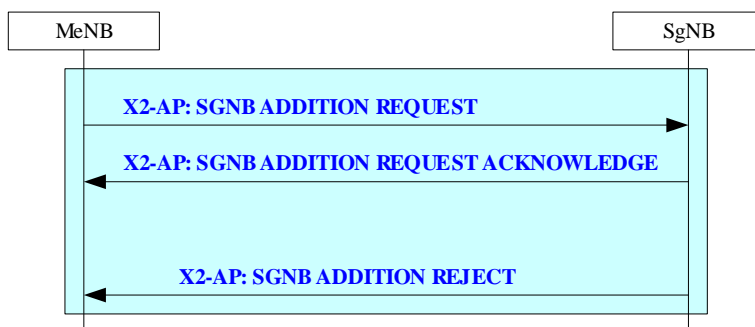 MeNB
SgNB
X2-AP: SGNB ADDITION REQUEST
X2-AP: SGNB ADDITION REQUEST ACKNOWLEDGE
X2-AP: SGNB ADDITION REJECT